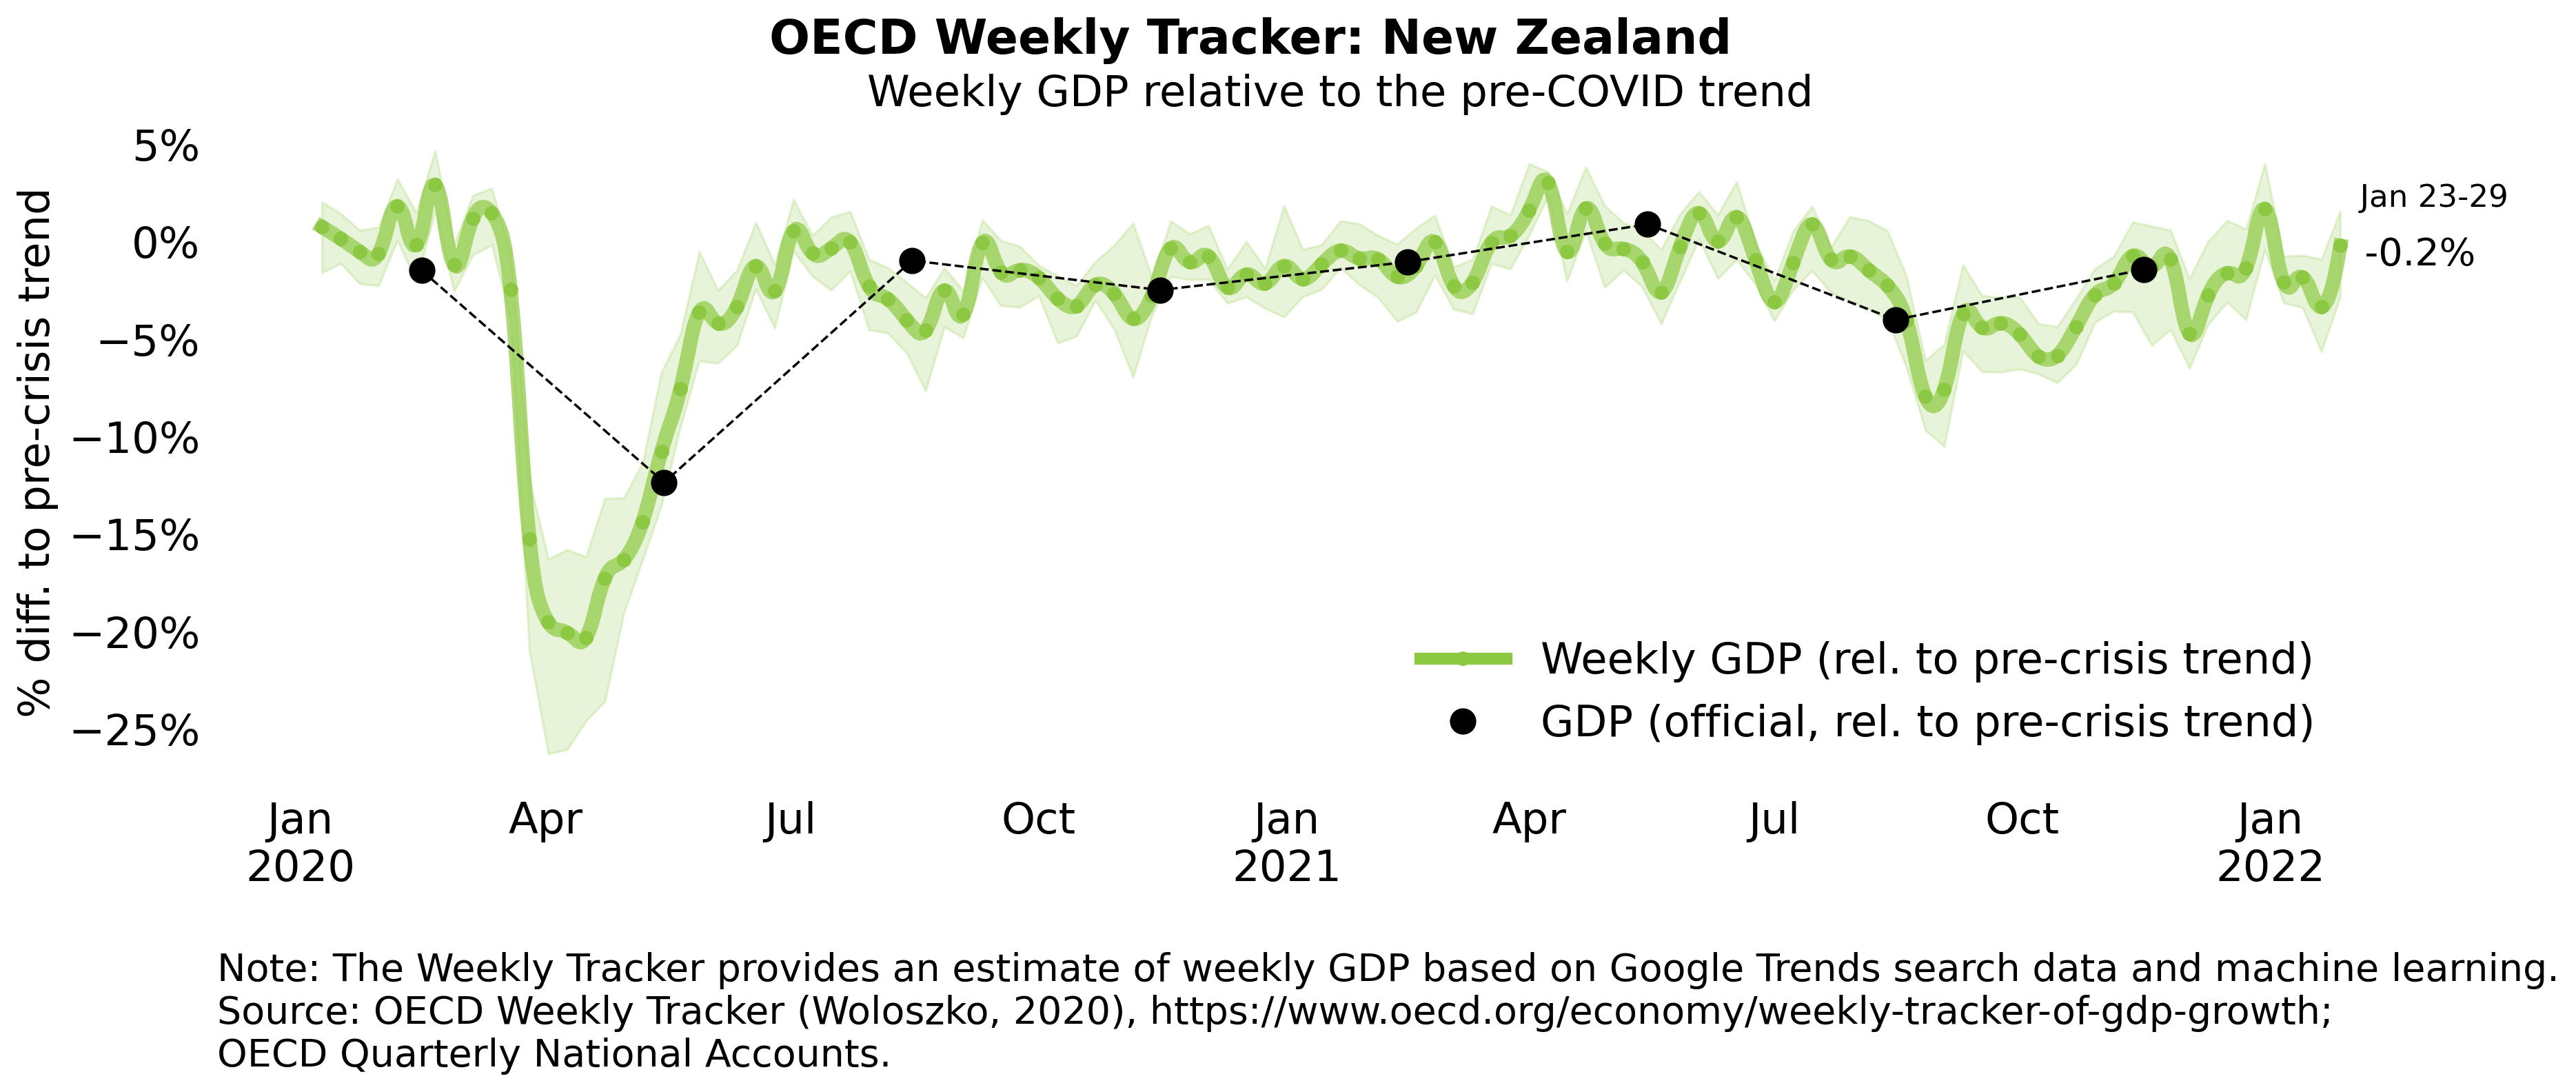 OECD Weekly Tracker: New Zealand
Weekly GDP relative to the pre-COVID trend
% diff. to pre-crisis trend
5%
0%
−5%
−10%
−15%
−20%
−25%
Jan 23-29
-0.2%
Weekly GDP (rel. to pre-crisis trend)
GDP (official, rel. to pre-crisis trend)
Jan Apr Jul Oct Jan Apr Jul Oct Jan
2020 2021 2022
Note: The Weekly Tracker provides an estimate of weekly GDP based on Google Trends search data and machine learning.
Source: OECD Weekly Tracker (Woloszko, 2020), https://www.oecd.org/economy/weekly-tracker-of-gdp-growth;
OECD Quarterly National Accounts.